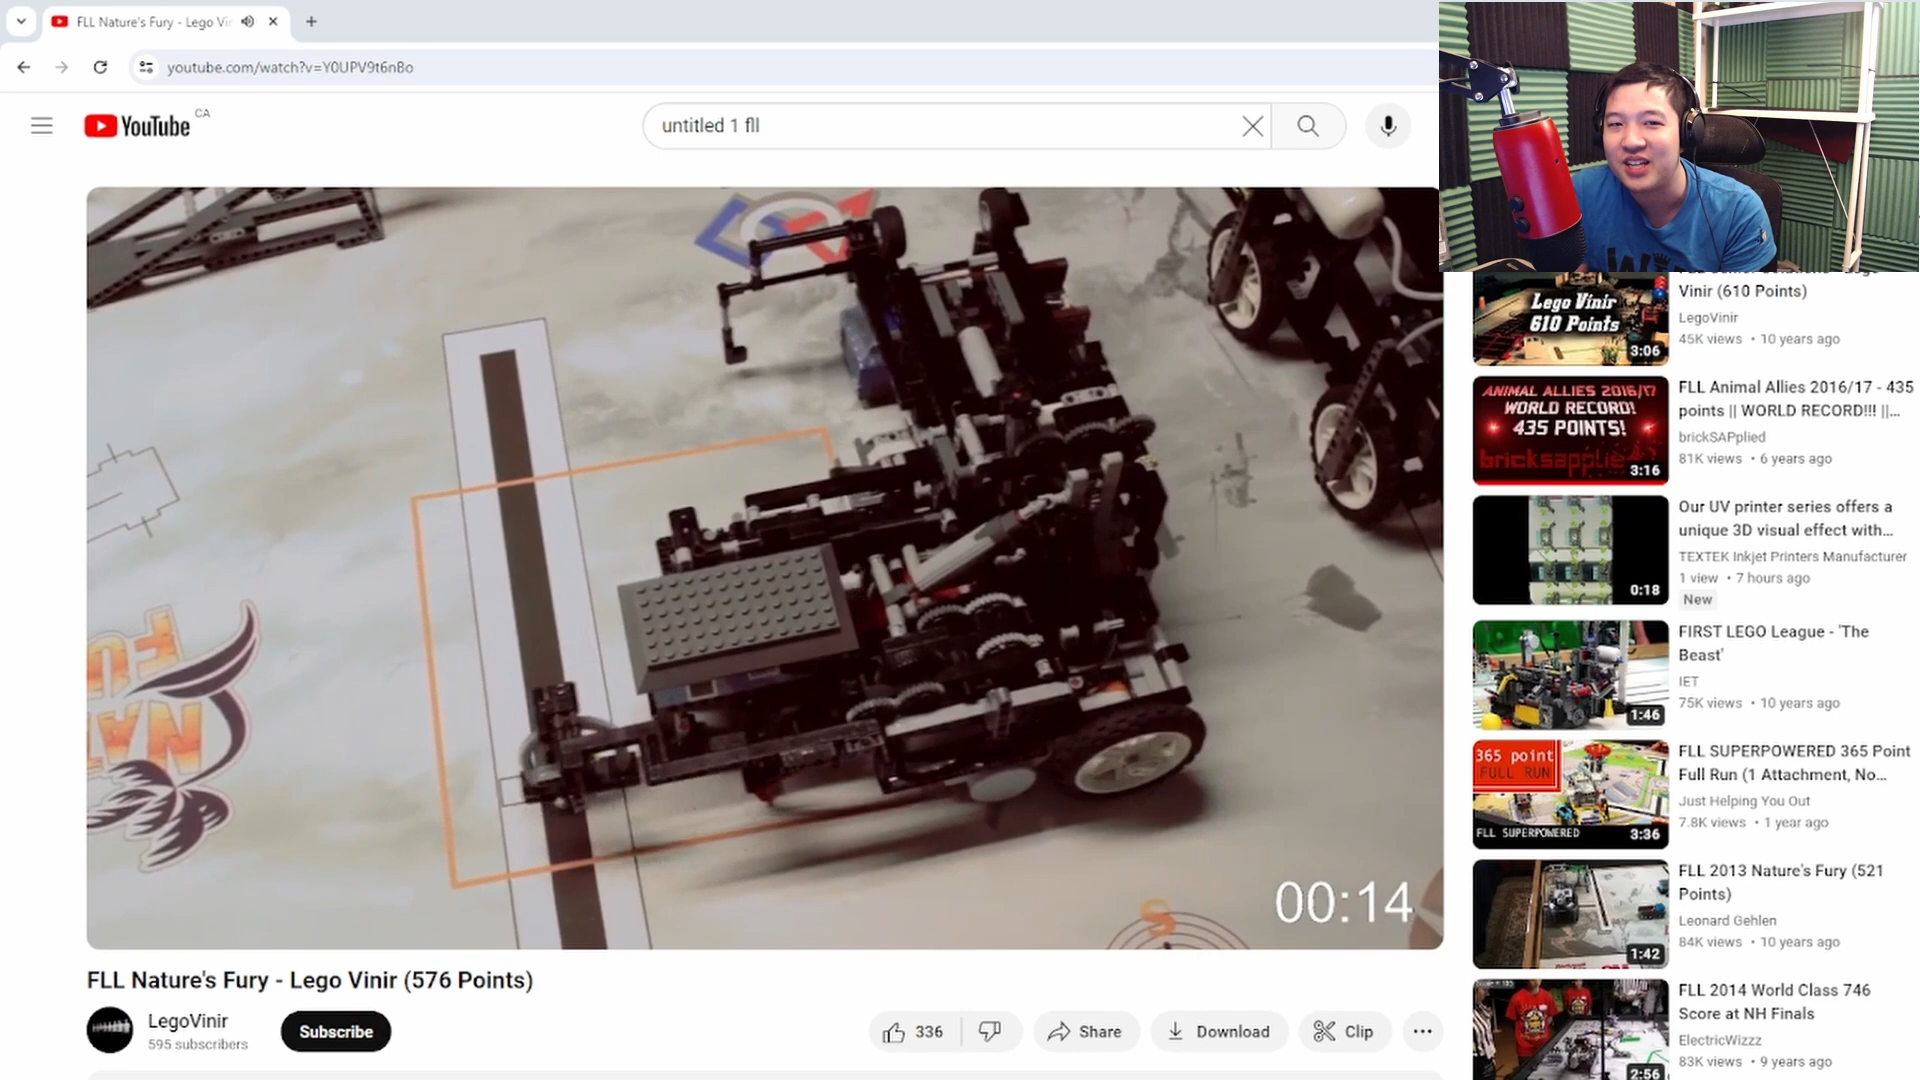 FLL Nature's Fury - Lego Vir
youtube.com/watch?v=Y0UPV9t6nBo
YouTube CA
untitled 1 fll
00:14
FLL Nature's Fury - Lego Vinir (576 Points)
LegoVinir
595 subscribers
Subscribe
336
Share
Download
Clip
Lego Vinir
610 Points
3:06
Vinir (610 Points)
LegoVinir
45K views • 10 years ago
ANIMAL ALLIES 2016/17
WORLD RECORD!
435 POINTS!
bricksapplie
3:16
FLL Animal Allies 2016/17 - 435
points || WORLD RECORD!!! ||...
brickSAPplied
81K views • 6 years ago
0:18
Our UV printer series offers a
unique 3D visual effect with...
TEXTEK Inkjet Printers Manufacturer
1 view • 7 hours ago
New
1:46
FIRST LEGO League - 'The
Beast'
IET
75K views • 10 years ago
365 point
FULL RUN
FLL SUPERPOWERED
3:36
FLL SUPERPOWERED 365 Point
Full Run (1 Attachment, No...
Just Helping You Out
7.8K views • 1 year ago
1:42
FLL 2013 Nature's Fury (521
Points)
Leonard Gehlen
84K views • 10 years ago
2:56
FLL 2014 World Class 746
Score at NH Finals
ElectricWizzz
83K views • 9 years ago